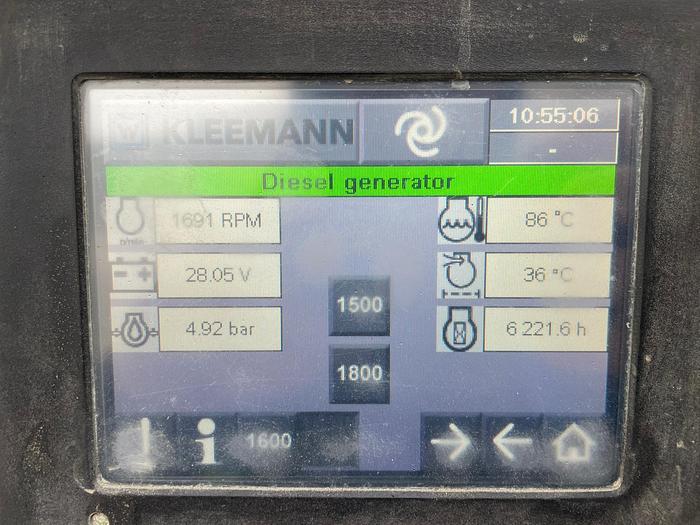 W KLEEMANN
10:55:06
-
Diesel generator
1691 RPM
86 °C
28.05 V
36 °C
1500
4.92 bar
6 221.6 h
1800
1600